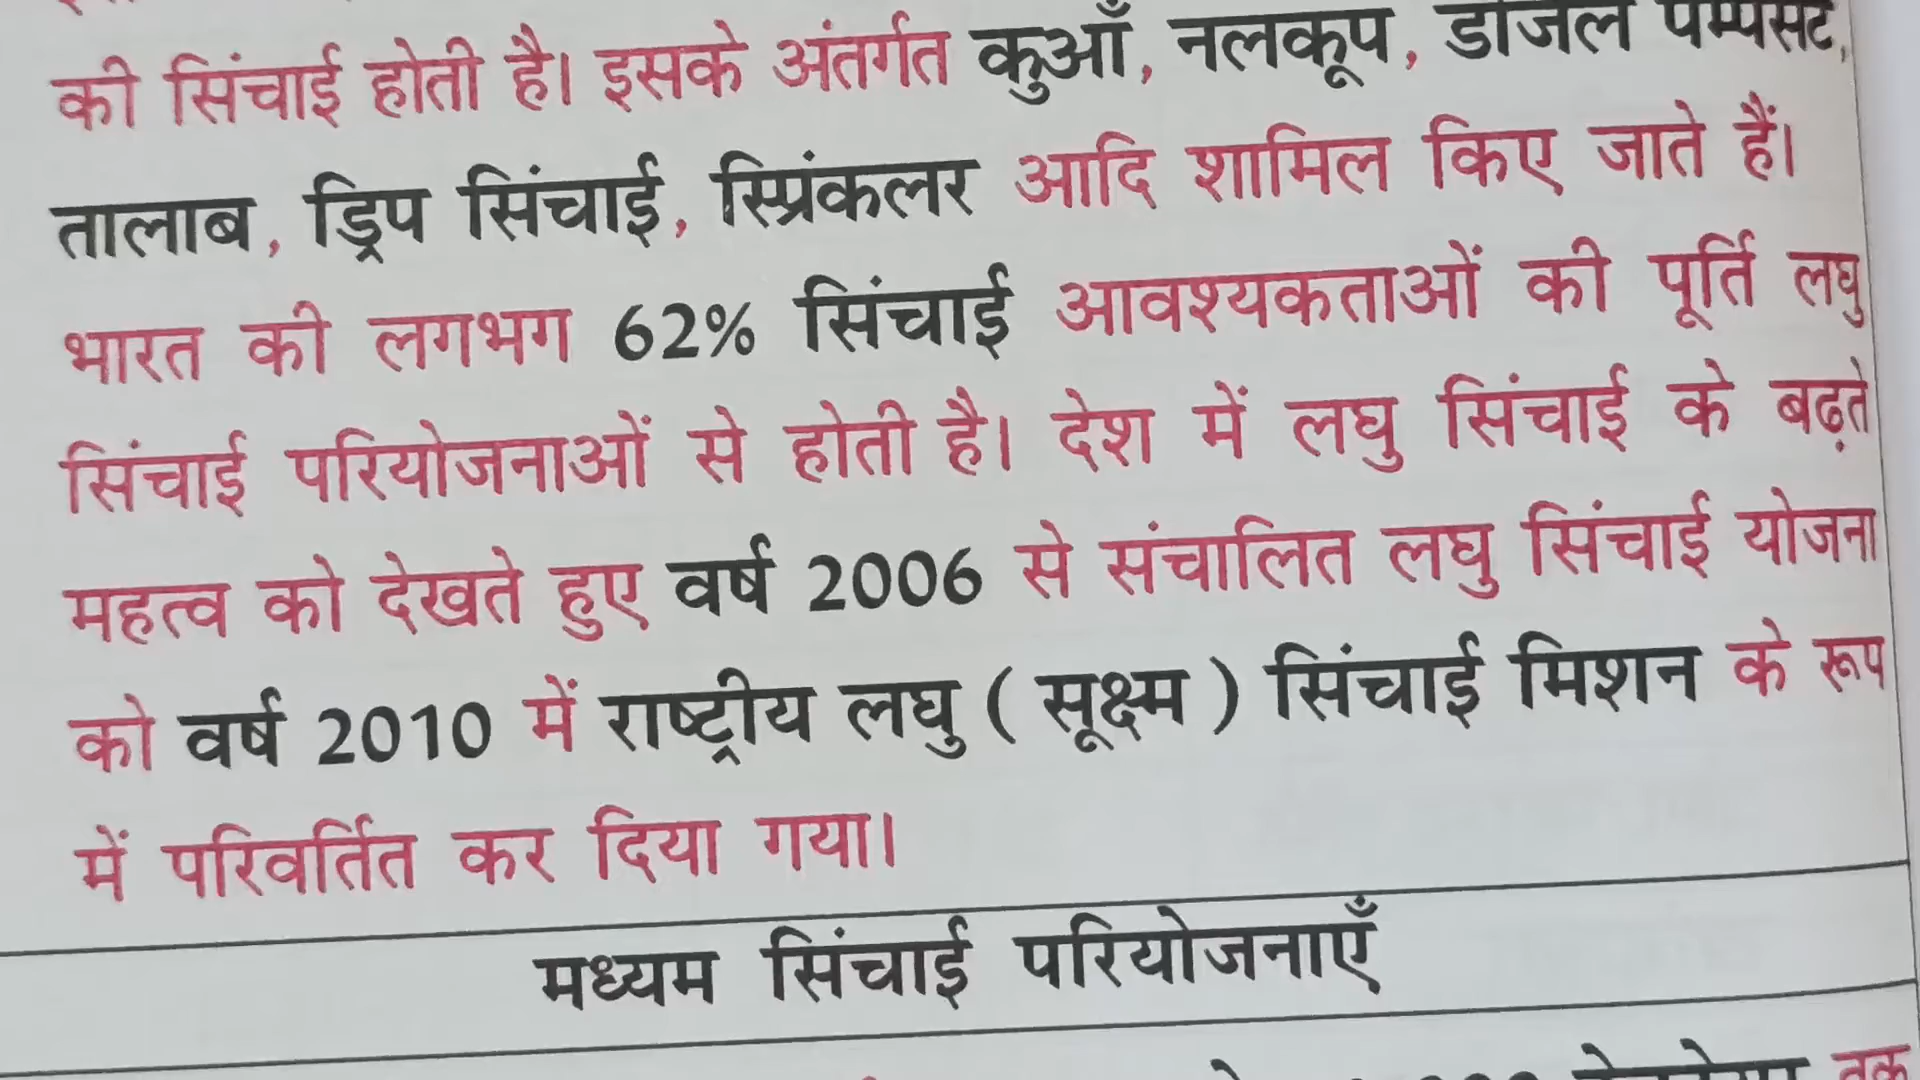 की सिंचाई होती है। इसके अंतर्गत कुआँ, नलकूप, डीजल पम्पसेट,
तालाब, ड्रिप सिंचाई, स्प्रिंकलर आदि शामिल किए जाते हैं।
भारत की लगभग 62% सिंचाई आवश्यकताओं की पूर्ति लघु
सिंचाई परियोजनाओं से होती है। देश में लघु सिंचाई के बढ़ते
महत्व को देखते हुए वर्ष 2006 से संचालित लघु सिंचाई योजना
को वर्ष 2010 में राष्ट्रीय लघु ( सूक्ष्म ) सिंचाई मिशन के रूप
में परिवर्तित कर दिया गया।
मध्यम सिंचाई परियोजनाएँ
तक